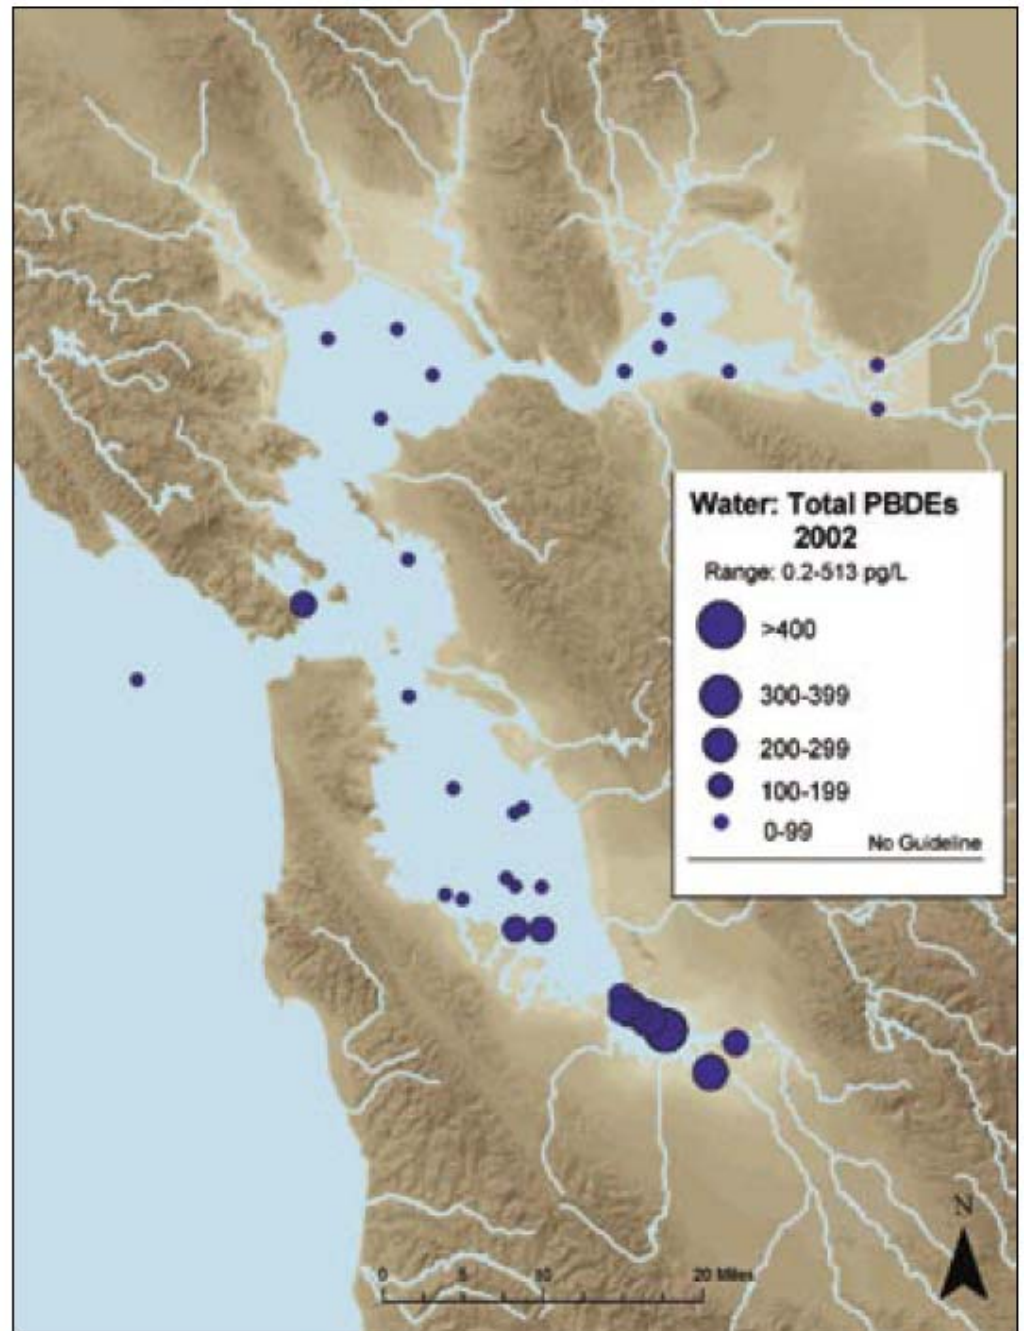 Water: Total PBDEs
2002
Range: 0.2-513 pg/L
>400
300-399
200-299
100-199
0-99
No Guideline
N
0 5 10 20 Miles